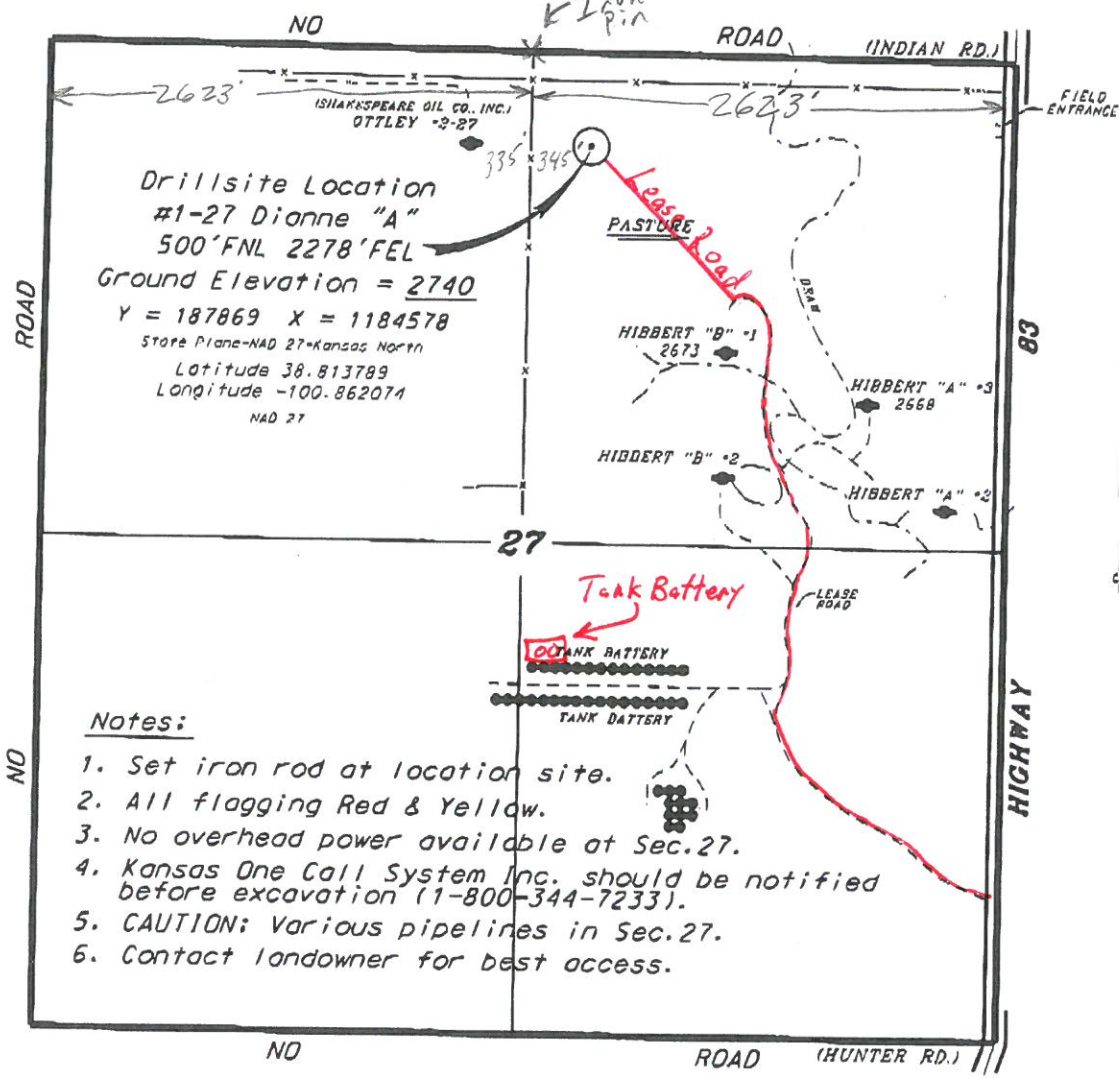 Iron
pin
NO
ROAD
(INDIAN RD.)
2623'
2623'
FIELD
ENTRANCE
(SHAKESPEARE OIL CO., INC.)
OTTLEY #2-27
335'
345'
Drillsite Location
#1-27 Dianne "A"
500'FNL 2278'FEL
Ground Elevation = 2740
Y = 187869 X = 1184578
State Plane-NAD 27-Kansas North
Latitude 38.813789
Longitude -100.862074
NAD 27
Lease Road
PASTURE
DRAW
ROAD
83
HIBBERT "B" #1
2673
HIBBERT "A" #3
2668
HIBBERT "B" #2
HIBBERT "A" #2
27
LEASE
ROAD
Tank Battery
TANK BATTERY
TANK BATTERY
NO
HIGHWAY
Notes:
1. Set iron rod at location site.
2. All flagging Red & Yellow.
3. No overhead power available at Sec.27.
4. Kansas One Call System Inc. should be notified
before excavation (1-800-344-7233).
5. CAUTION: Various pipelines in Sec.27.
6. Contact landowner for best access.
NO
ROAD
(HUNTER RD.)